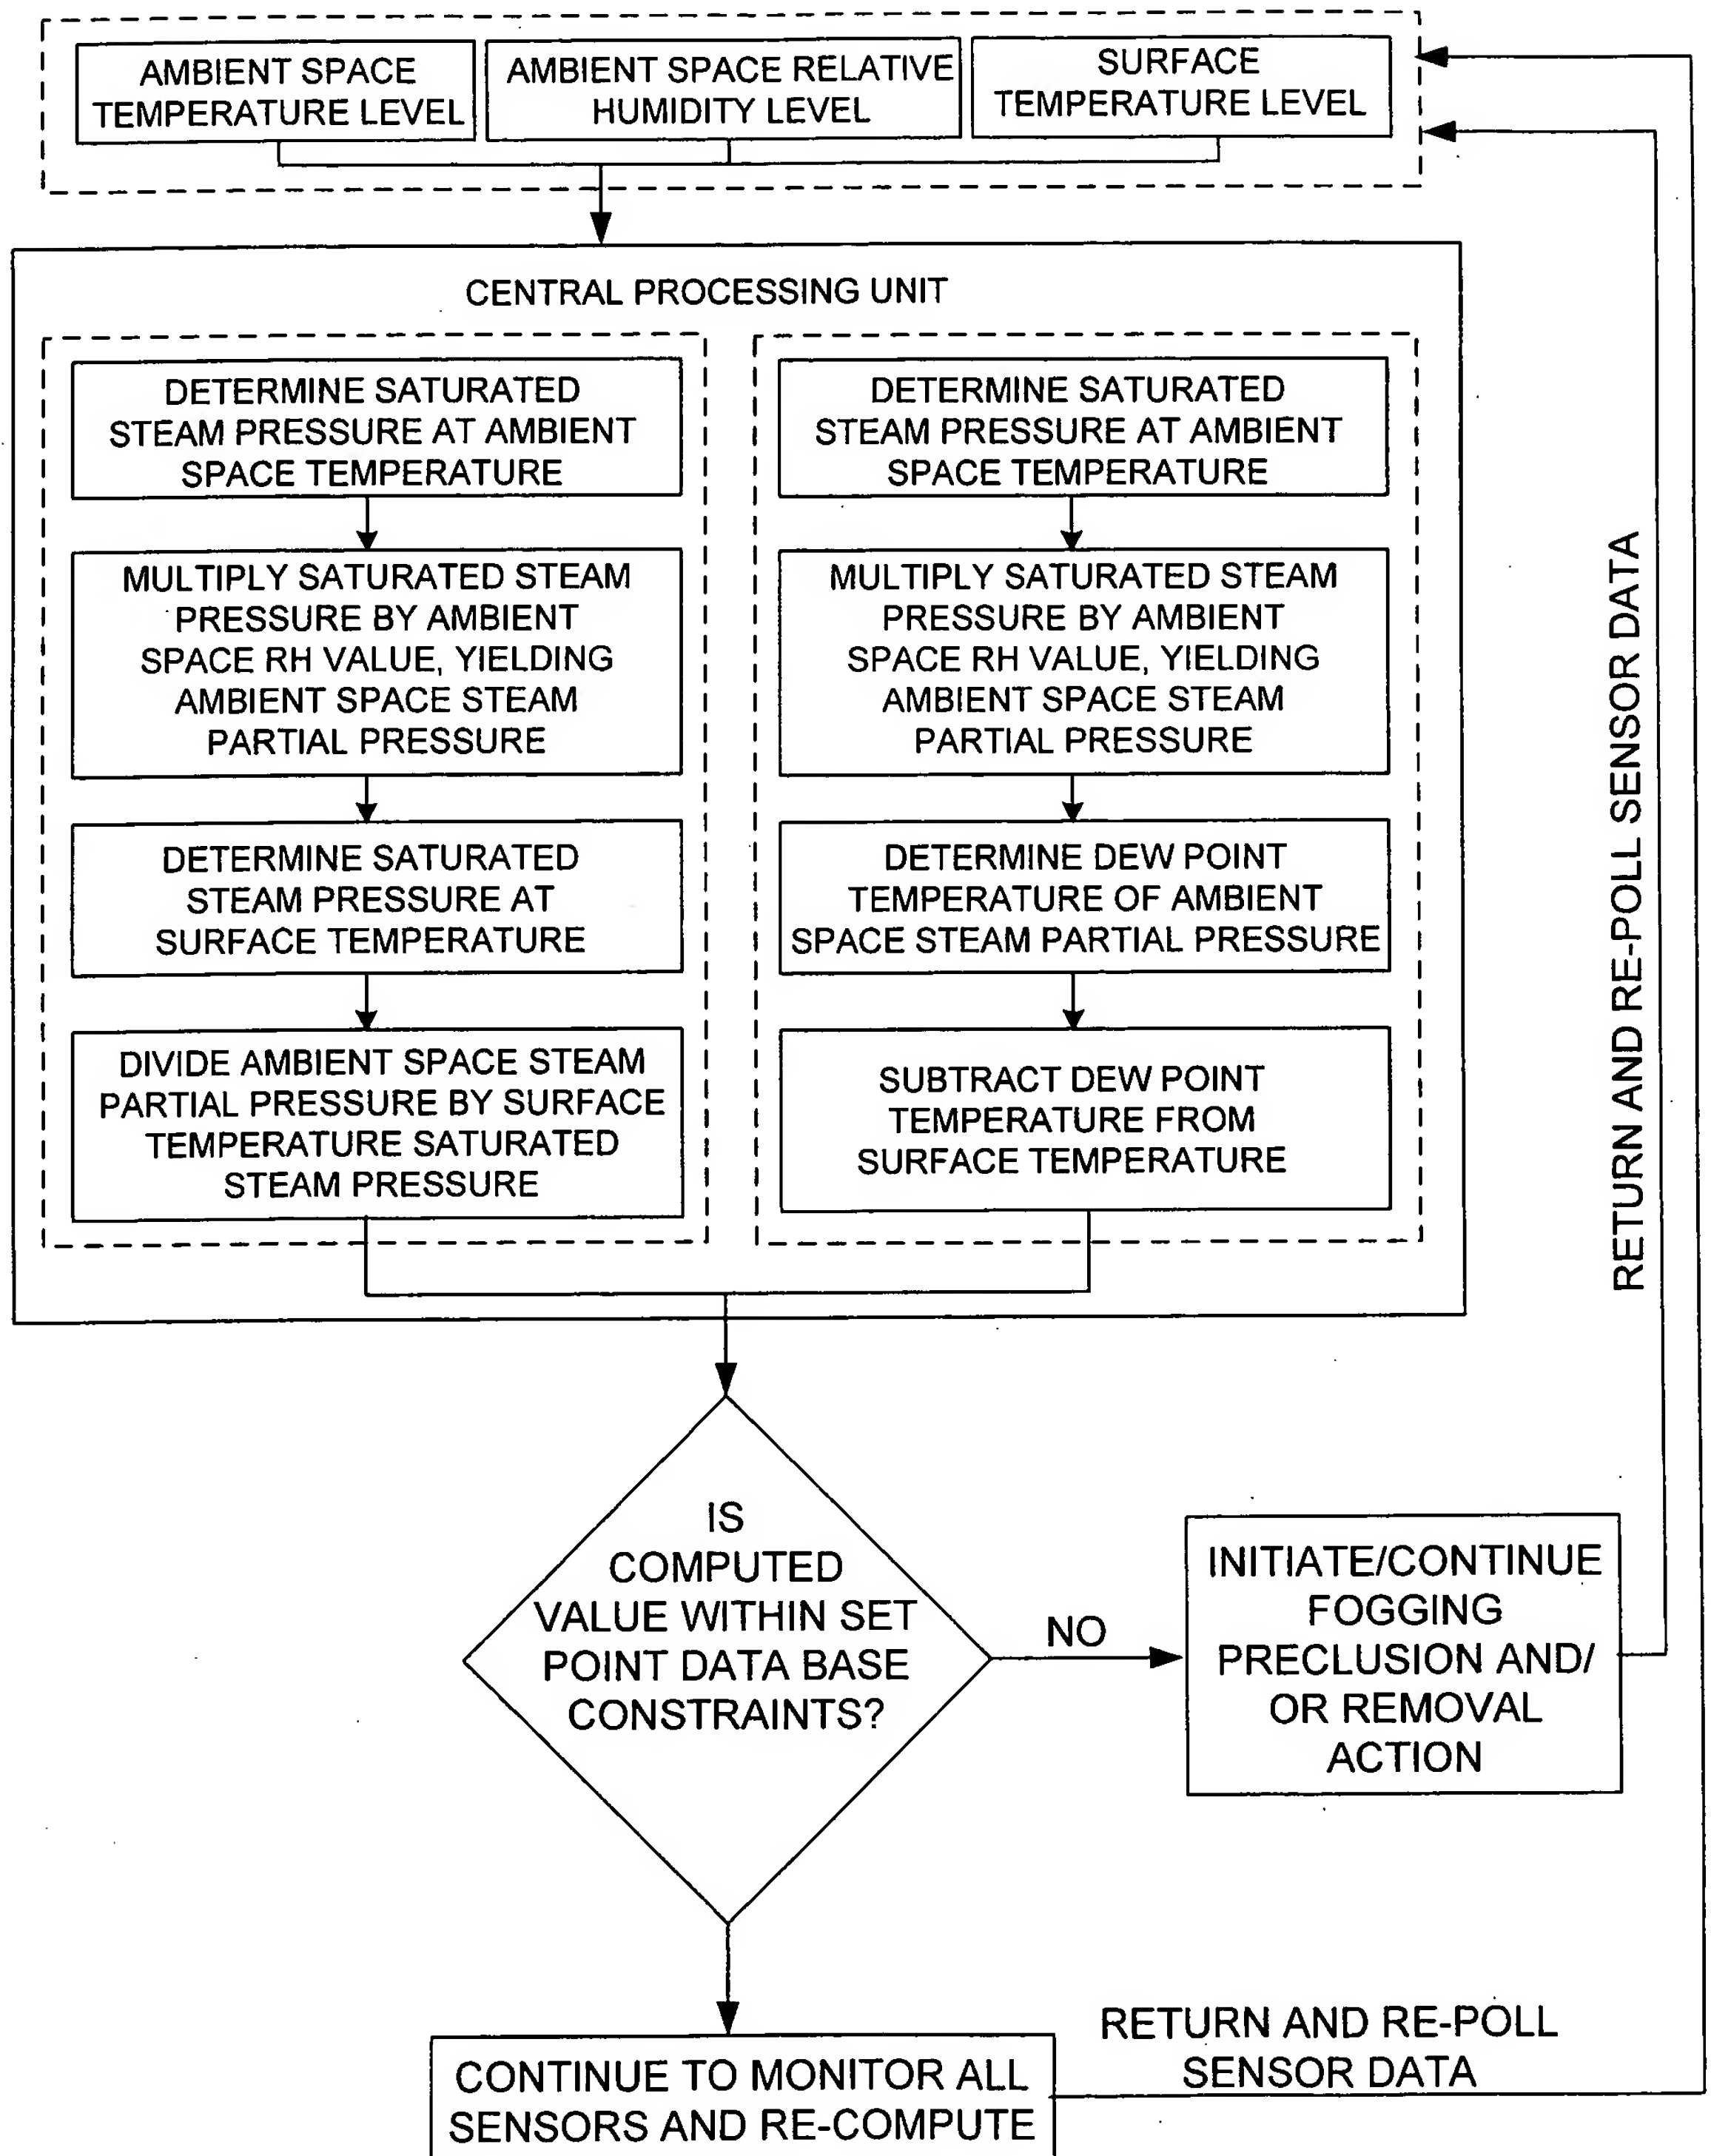 AMBIENT SPACE
TEMPERATURE LEVEL
AMBIENT SPACE RELATIVE
HUMIDITY LEVEL
SURFACE
TEMPERATURE LEVEL
CENTRAL PROCESSING UNIT
DETERMINE SATURATED
STEAM PRESSURE AT AMBIENT
SPACE TEMPERATURE
MULTIPLY SATURATED STEAM
PRESSURE BY AMBIENT
SPACE RH VALUE, YIELDING
AMBIENT SPACE STEAM
PARTIAL PRESSURE
DETERMINE SATURATED
STEAM PRESSURE AT
SURFACE TEMPERATURE
DIVIDE AMBIENT SPACE STEAM
PARTIAL PRESSURE BY SURFACE
TEMPERATURE SATURATED
STEAM PRESSURE
DETERMINE SATURATED
STEAM PRESSURE AT AMBIENT
SPACE TEMPERATURE
MULTIPLY SATURATED STEAM
PRESSURE BY AMBIENT
SPACE RH VALUE, YIELDING
AMBIENT SPACE STEAM
PARTIAL PRESSURE
DETERMINE DEW POINT
TEMPERATURE OF AMBIENT
SPACE STEAM PARTIAL PRESSURE
SUBTRACT DEW POINT
TEMPERATURE FROM
SURFACE TEMPERATURE
RETURN AND RE-POLL SENSOR DATA
IS
COMPUTED
VALUE WITHIN SET
POINT DATA BASE
CONSTRAINTS?
NO
INITIATE/CONTINUE
FOGGING
PRECLUSION AND/
OR REMOVAL
ACTION
RETURN AND RE-POLL
SENSOR DATA
CONTINUE TO MONITOR ALL
SENSORS AND RE-COMPUTE